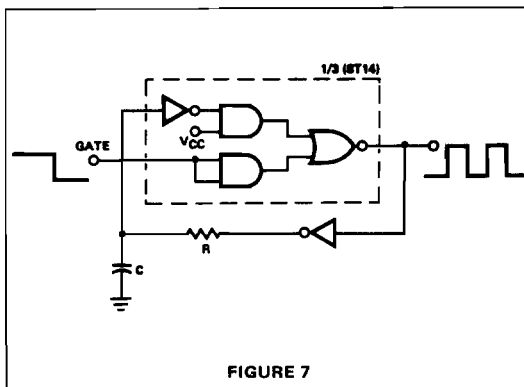 1/3 (8T14)
VCC
GATE
R
C
FIGURE 7